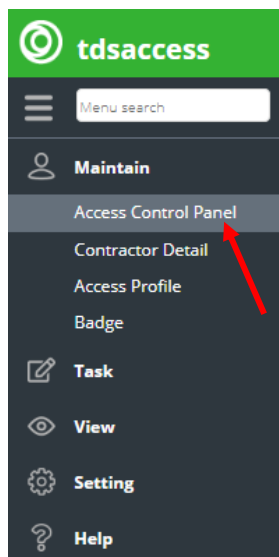 tdsaccess
Menu search
Maintain
Access Control Panel
Contractor Detail
Access Profile
Badge
Task
View
Setting
Help